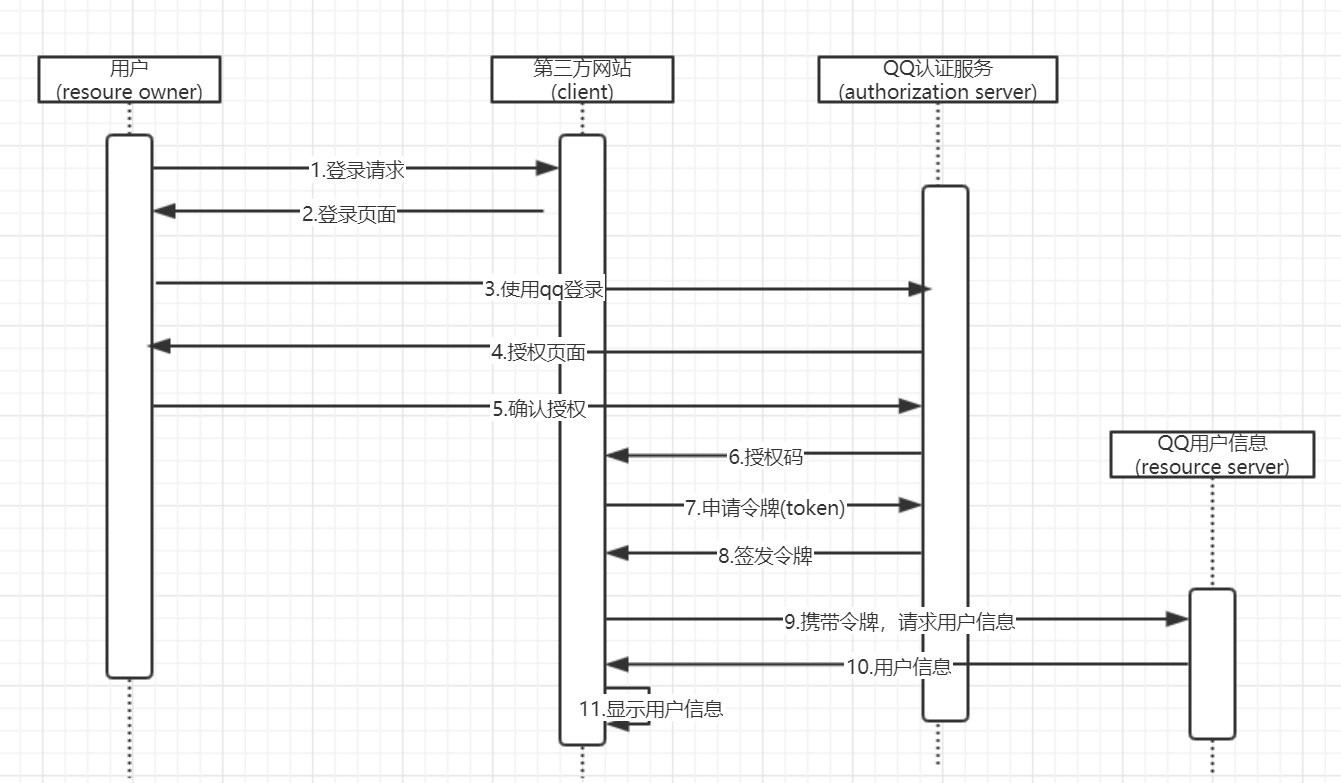 用户
(resoure owner)
第三方网站
(client)
QQ认证服务
(authorization server)
1.登录请求
2.登录页面
3.使用qq登录
4.授权页面
5.确认授权
QQ用户信息
(resource server)
6.授权码
7.申请令牌(token)
8.签发令牌
9.携带令牌，请求用户信息
10.用户信息
11.显示用户信息